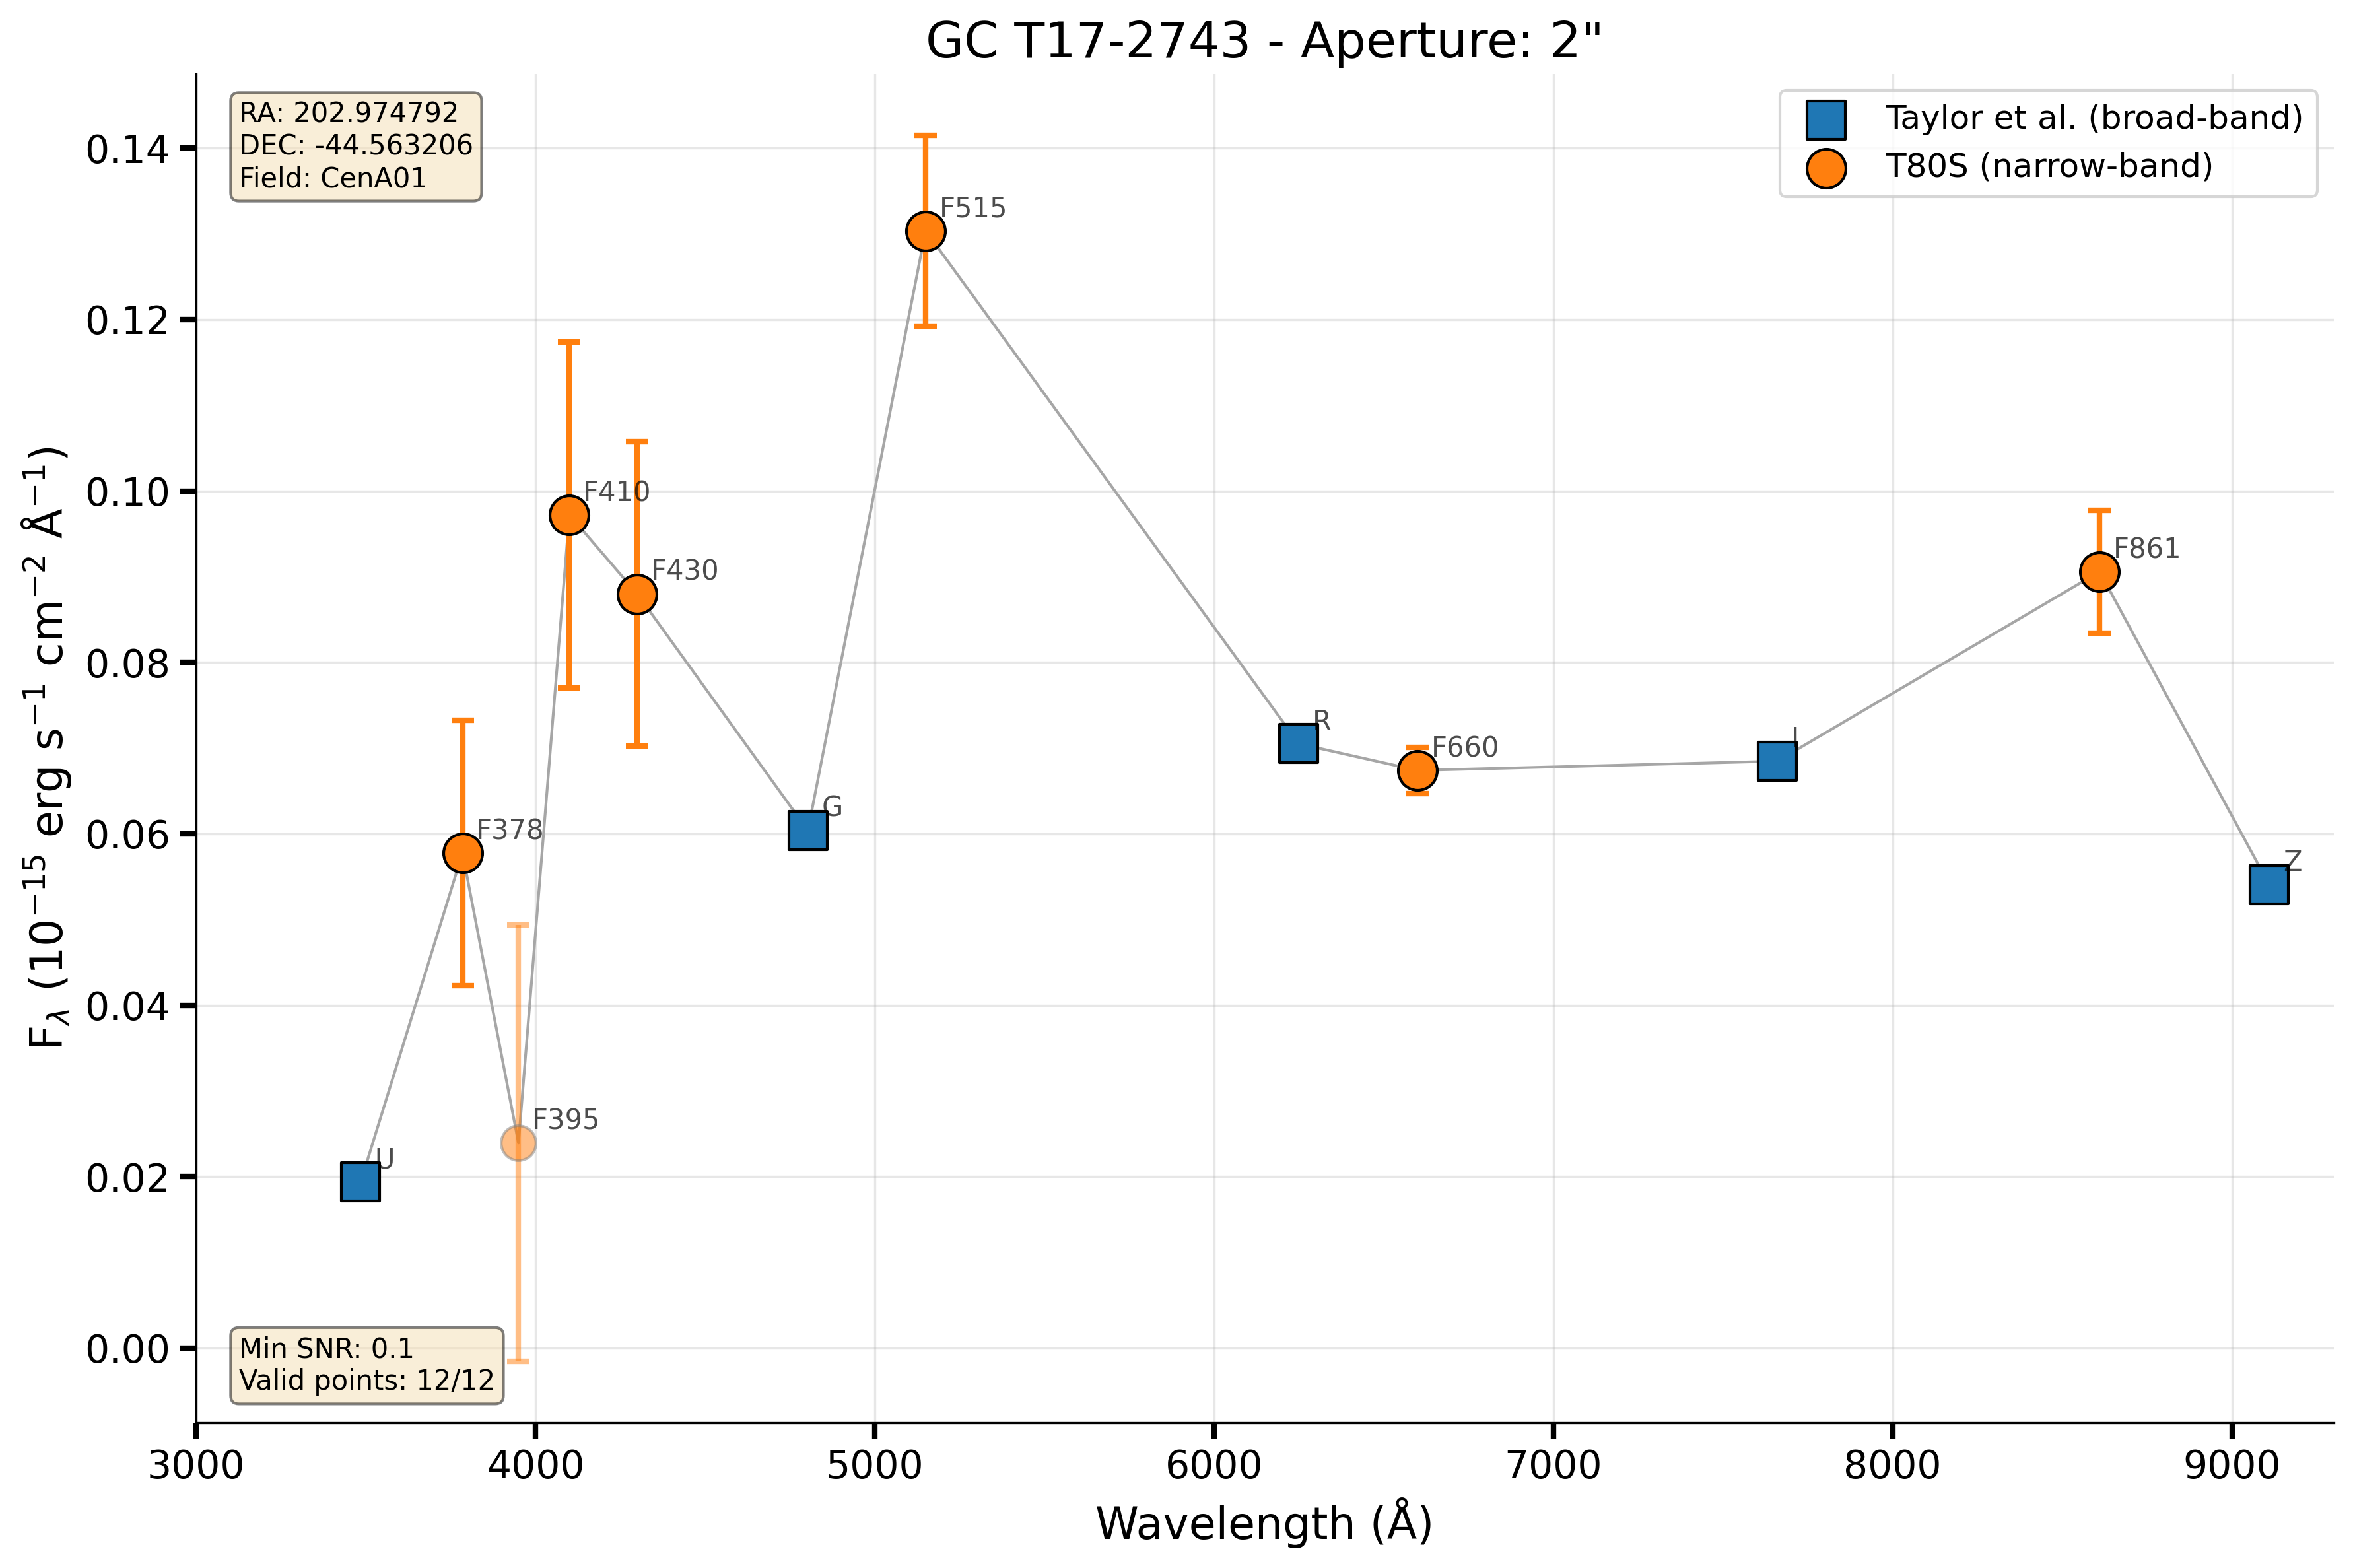 GC T17-2743 - Aperture: 2"
RA: 202.974792
DEC: -44.563206
Field: CenA01
Taylor et al. (broad-band)
T80S (narrow-band)
0.14
0.12
0.10
0.08
0.06
0.04
0.02
0.00
F_λ (10⁻¹⁵ erg s⁻¹ cm⁻² Å⁻¹)
U
F378
F395
F410
F430
G
F515
R
F660
I
F861
Z
Min SNR: 0.1
Valid points: 12/12
3000 4000 5000 6000 7000 8000 9000
Wavelength (Å)